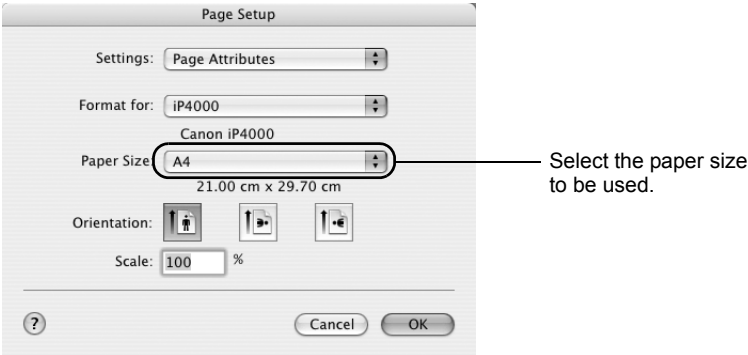 Page Setup
Settings: Page Attributes
Format for: iP4000
Canon iP4000
Paper Size: A4
Select the paper size
to be used.
21.00 cm x 29.70 cm
Orientation:
Scale: 100 %
? Cancel OK